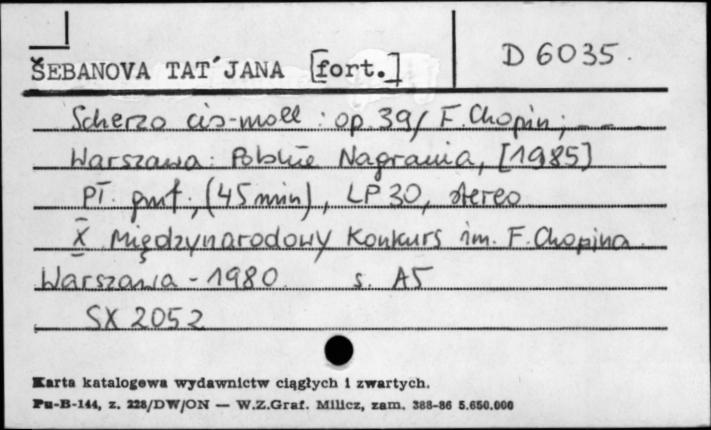 D 6035.
ŠEBANOVA TAT´JANA [fort.]
Scherzo cis-moll : op. 39 / F. Chopin ; - - -
Warszawa : Polskie Nagrania, [1985]
Pł. gmf., (45 min), LP 30, stereo
X Międzynarodowy Konkurs im. F. Chopina
Warszawa - 1980. s. A5
SX 2052
Karta katalogowa wydawnictw ciągłych i zwartych.
Pu-B-144, z. 228/DW/ON — W.Z.Graf. Milicz, zam. 388-86 5.650.000